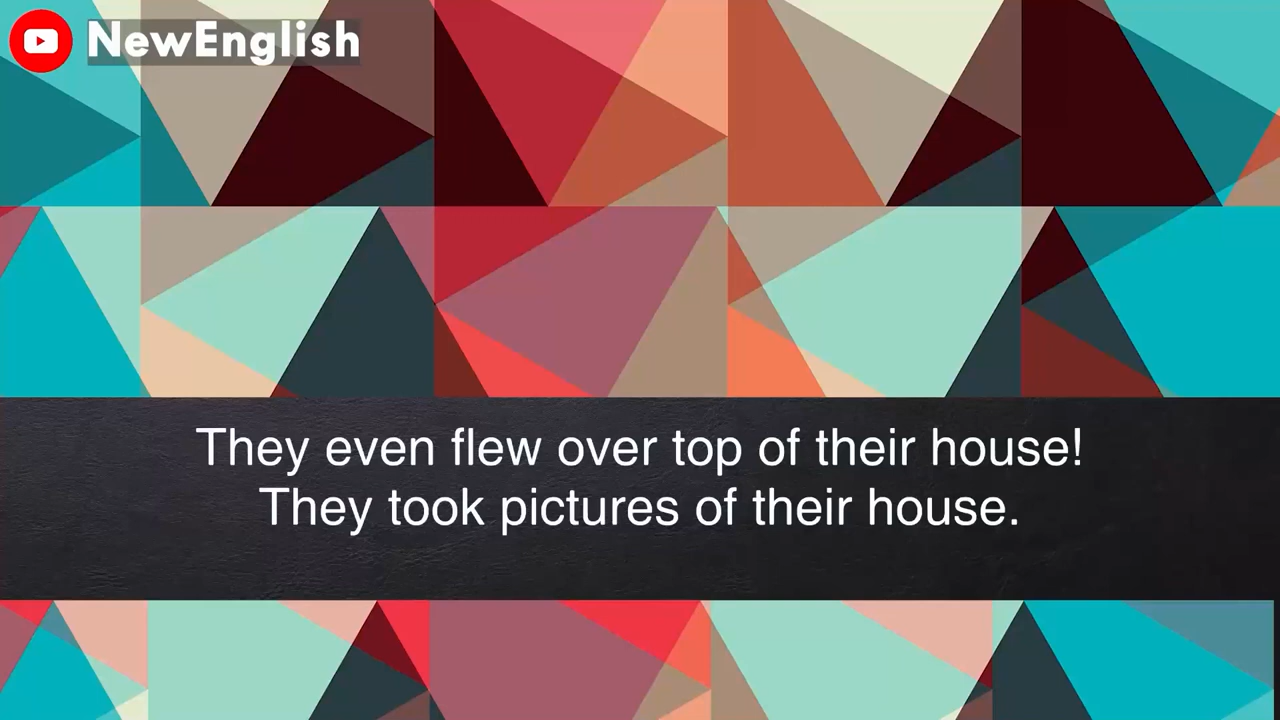 NewEnglish
They even flew over top of their house!
They took pictures of their house.